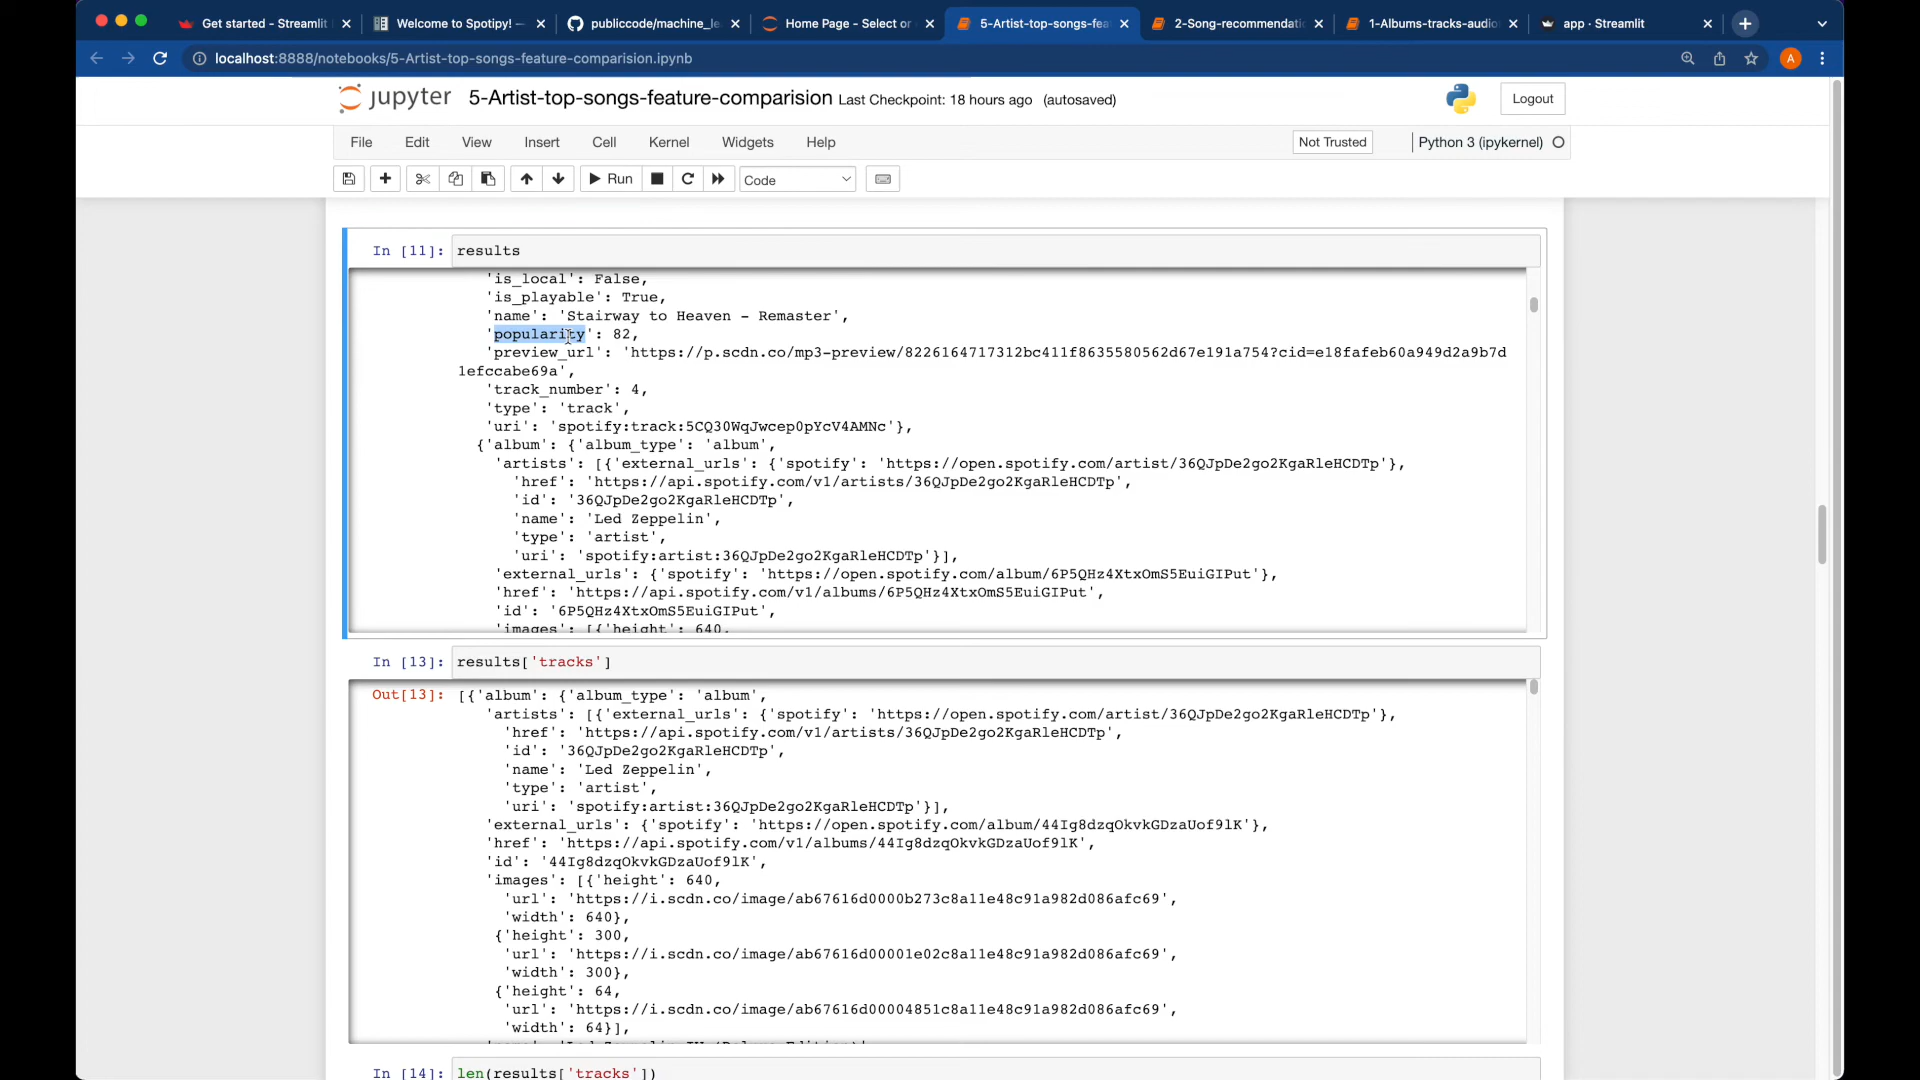 Get started – Streamlit
Welcome to Spotipy! —
publiccode/machine_le
Home Page - Select or
5-Artist-top-songs-fea
2-Song-recommendatio
1-Albums-tracks-audio
app · Streamlit
localhost:8888/notebooks/5-Artist-top-songs-feature-comparision.ipynb
A
jupyter 5-Artist-top-songs-feature-comparision Last Checkpoint: 18 hours ago (autosaved)
Logout
File Edit View Insert Cell Kernel Widgets Help
Not Trusted
Python 3 (ipykernel)
Run
Code
In [11]: results
'is_local': False,
'is_playable': True,
'name': 'Stairway to Heaven - Remaster',
'popularity': 82,
'preview_url': 'https://p.scdn.co/mp3-preview/8226164717312bc411f8635580562d67e191a754?cid=e18fafeb60a949d2a9b7d
1efccabe69a',
'track_number': 4,
'type': 'track',
'uri': 'spotify:track:5CQ30WqJwcep0pYcV4AMNc'},
{'album': {'album_type': 'album',
'artists': [{'external_urls': {'spotify': 'https://open.spotify.com/artist/36QJpDe2go2KgaRleHCDTp'},
'href': 'https://api.spotify.com/v1/artists/36QJpDe2go2KgaRleHCDTp',
'id': '36QJpDe2go2KgaRleHCDTp',
'name': 'Led Zeppelin',
'type': 'artist',
'uri': 'spotify:artist:36QJpDe2go2KgaRleHCDTp'}],
'external_urls': {'spotify': 'https://open.spotify.com/album/6P5QHz4XtxOmS5EuiGIPut'},
'href': 'https://api.spotify.com/v1/albums/6P5QHz4XtxOmS5EuiGIPut',
'id': '6P5QHz4XtxOmS5EuiGIPut',
'images': [{'height': 640,
In [13]: results['tracks']
Out[13]: [{'album': {'album_type': 'album',
'artists': [{'external_urls': {'spotify': 'https://open.spotify.com/artist/36QJpDe2go2KgaRleHCDTp'},
'href': 'https://api.spotify.com/v1/artists/36QJpDe2go2KgaRleHCDTp',
'id': '36QJpDe2go2KgaRleHCDTp',
'name': 'Led Zeppelin',
'type': 'artist',
'uri': 'spotify:artist:36QJpDe2go2KgaRleHCDTp'}],
'external_urls': {'spotify': 'https://open.spotify.com/album/44Ig8dzqOkvkGDzaUof9lK'},
'href': 'https://api.spotify.com/v1/albums/44Ig8dzqOkvkGDzaUof9lK',
'id': '44Ig8dzqOkvkGDzaUof9lK',
'images': [{'height': 640,
'url': 'https://i.scdn.co/image/ab67616d0000b273c8a11e48c91a982d086afc69',
'width': 640},
{'height': 300,
'url': 'https://i.scdn.co/image/ab67616d00001e02c8a11e48c91a982d086afc69',
'width': 300},
{'height': 64,
'url': 'https://i.scdn.co/image/ab67616d00004851c8a11e48c91a982d086afc69',
'width': 64}],
In [14]: len(results['tracks'])